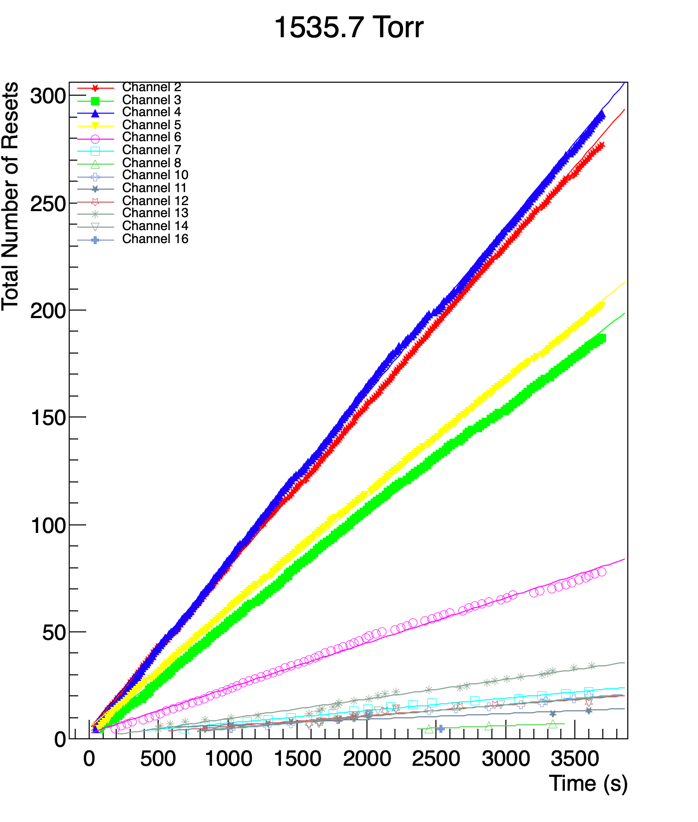 1535.7 Torr
Total Number of Resets
300
250
200
150
100
50
0
Channel 2
Channel 3
Channel 4
Channel 5
Channel 6
Channel 7
Channel 8
Channel 10
Channel 11
Channel 12
Channel 13
Channel 14
Channel 16
0 500 1000 1500 2000 2500 3000 3500
Time (s)